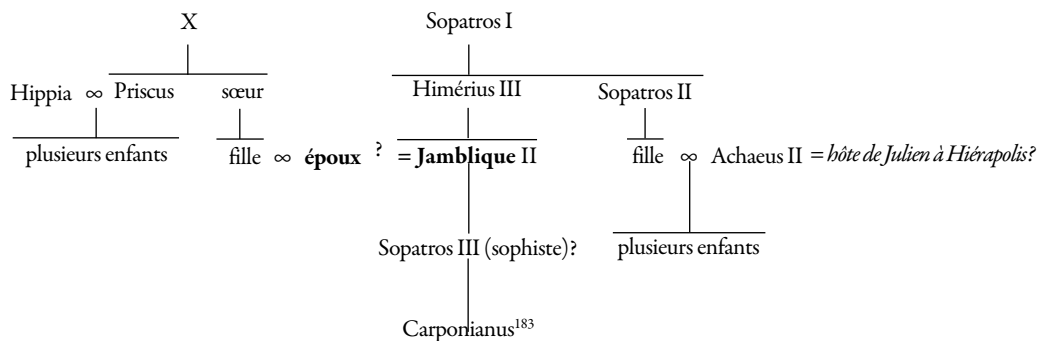 X Sopatros I
Hippia ∞ Priscus sœur Himérius III Sopatros II
plusieurs enfants fille ∞ époux ? = Jamblique II fille ∞ Achaeus II = hôte de Julien à Hiérapolis?
Sopatros III (sophiste)? plusieurs enfants
Carponianus183